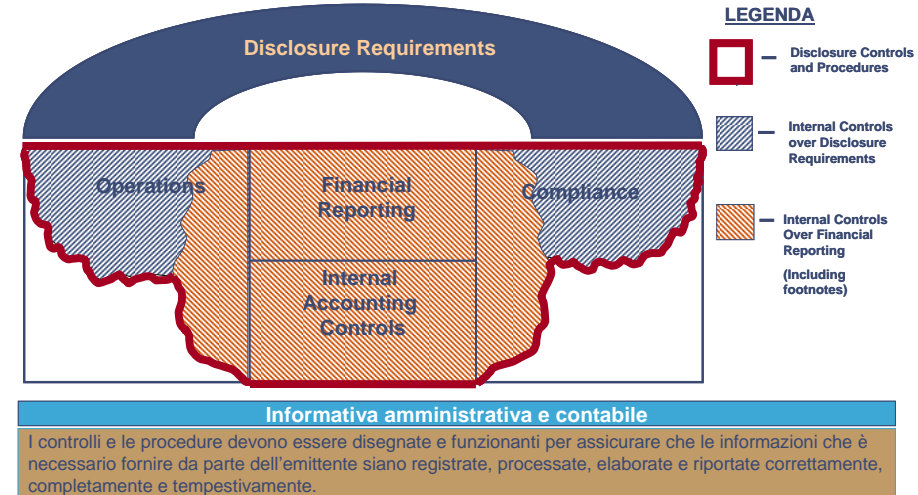 Disclosure Requirements
LEGENDA
Disclosure Controls
and Procedures
Internal Controls
over Disclosure
Requirements
Internal Controls
Over Financial
Reporting
(Including
footnotes)
Operations
Financial
Reporting
Compliance
Internal
Accounting
Controls
Informativa amministrativa e contabile
I controlli e le procedure devono essere disegnate e funzionanti per assicurare che le informazioni che è
necessario fornire da parte dell'emittente siano registrate, processate, elaborate e riportate correttamente,
completamente e tempestivamente.